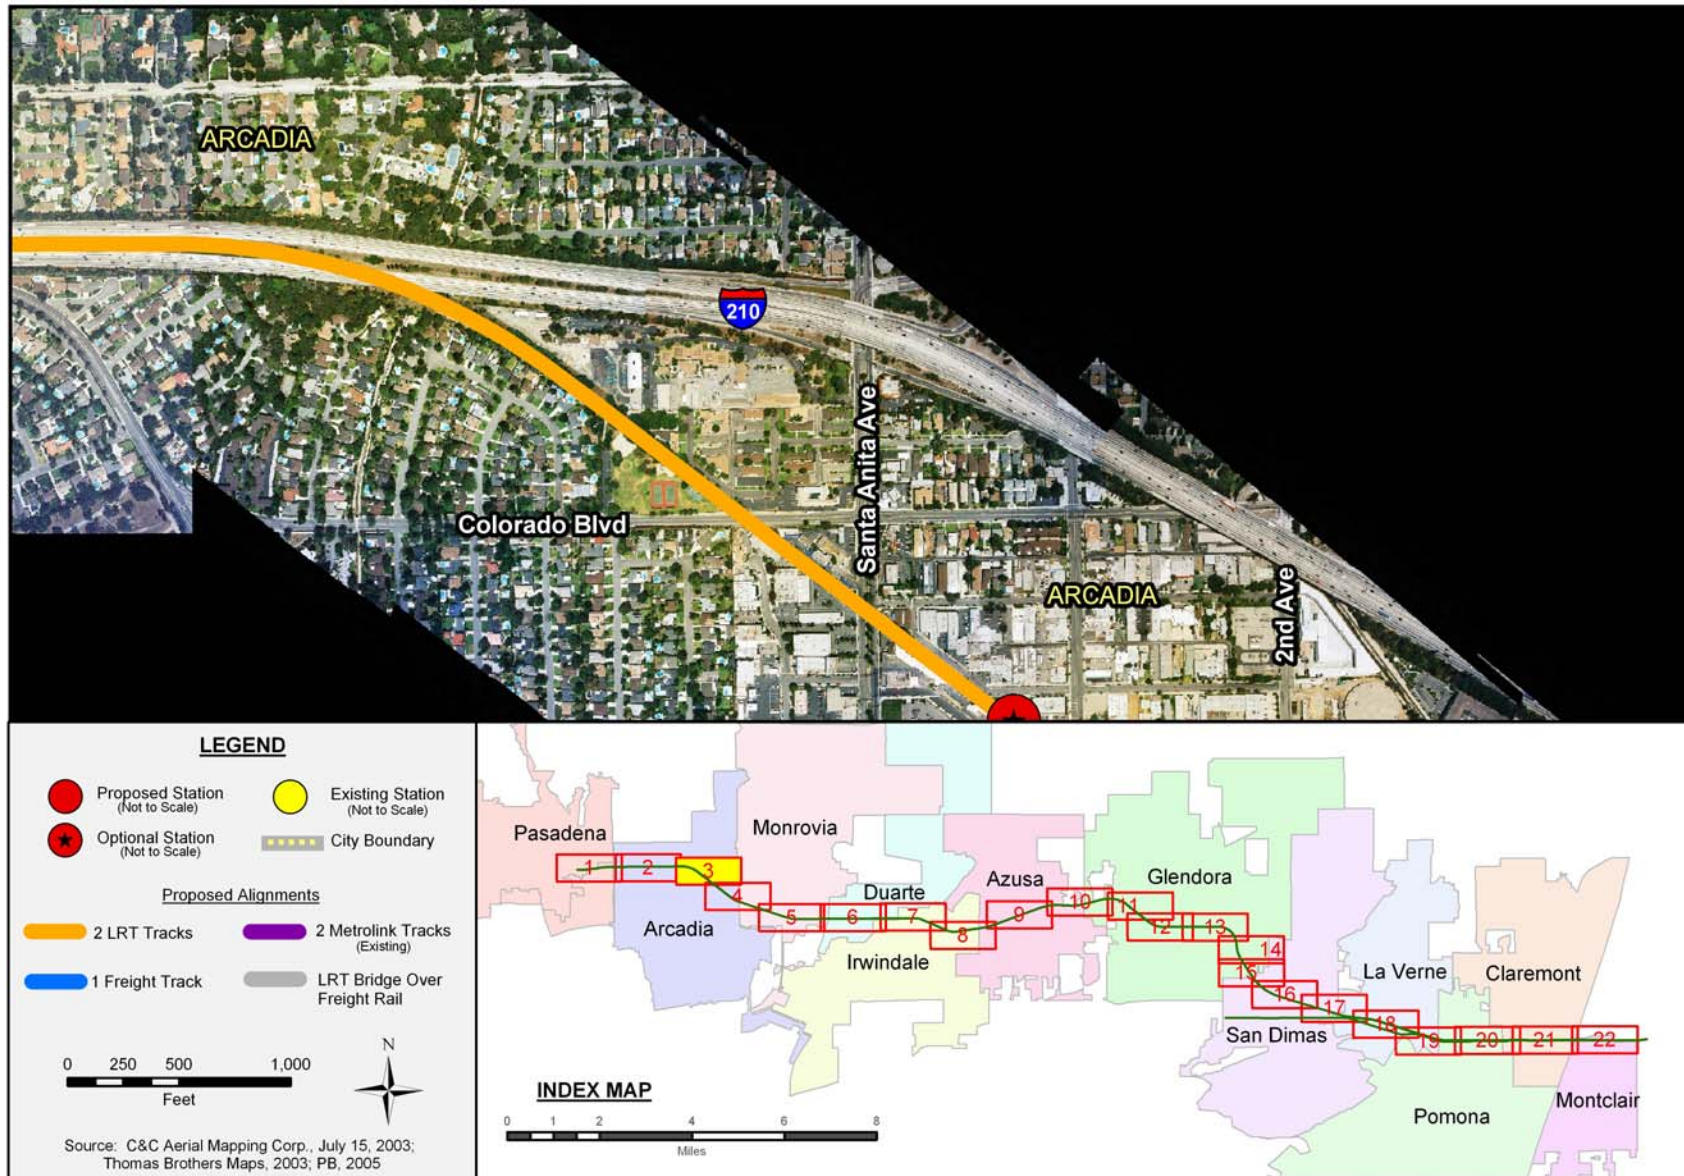 ARCADIA
210
Santa Anita Ave
Colorado Blvd
ARCADIA
2nd Ave
LEGEND
Proposed Station
(Not to Scale)
Existing Station
(Not to Scale)
Optional Station
(Not to Scale)
City Boundary
Proposed Alignments
2 LRT Tracks
2 Metrolink Tracks
(Existing)
1 Freight Track
LRT Bridge Over
Freight Rail
N
0 250 500 1,000
Feet
Source: C&C Aerial Mapping Corp., July 15, 2003;
Thomas Brothers Maps, 2003; PB, 2005
Pasadena
Monrovia
Arcadia
Duarte
Irwindale
Azusa
Glendora
San Dimas
La Verne
Claremont
Pomona
Montclair
1
2
3
4
5
6
7
8
9
10
11
12
13
14
15
16
17
18
19
20
21
22
INDEX MAP
0 1 2 4 6 8
Miles